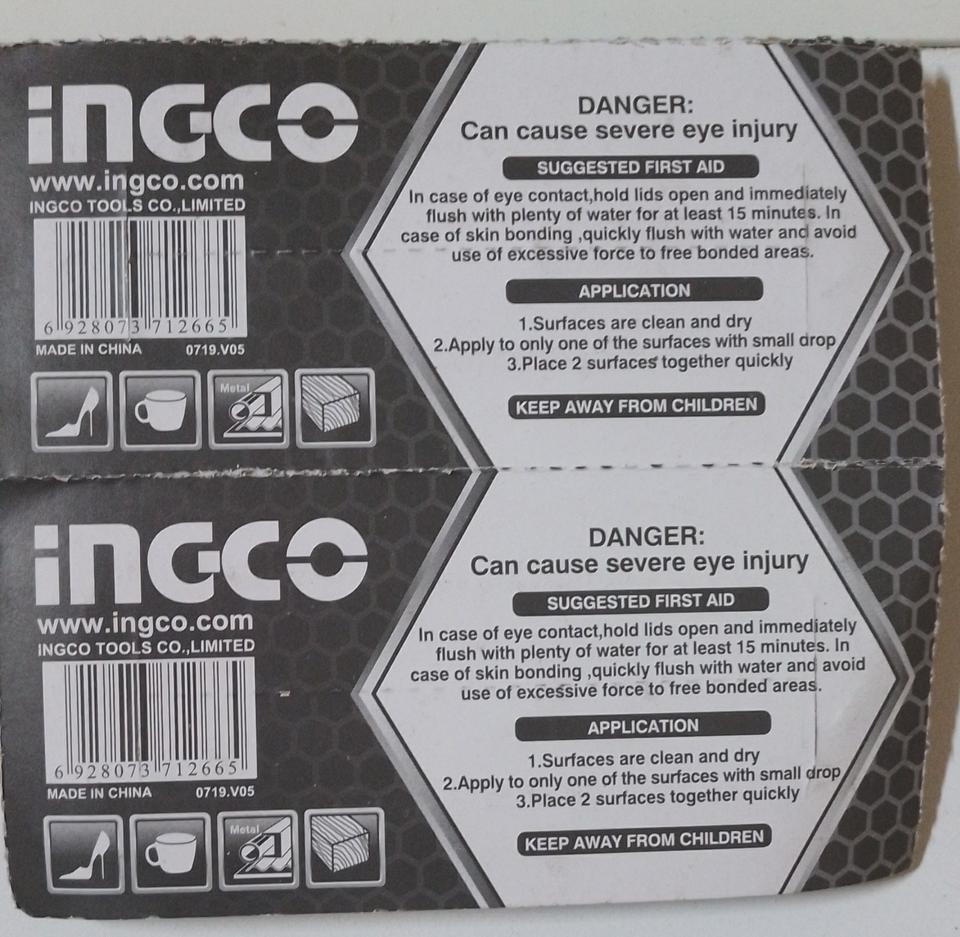 INGCO
www.ingco.com
INGCO TOOLS CO.,LIMITED
6 928073 712665
MADE IN CHINA 0719.V05
Metal
DANGER:
Can cause severe eye injury
SUGGESTED FIRST AID
In case of eye contact,hold lids open and immediately
flush with plenty of water for at least 15 minutes. In
case of skin bonding ,quickly flush with water and avoid
use of excessive force to free bonded areas.
APPLICATION
1.Surfaces are clean and dry
2.Apply to only one of the surfaces with small drop
3.Place 2 surfaces together quickly
KEEP AWAY FROM CHILDREN
INGCO
www.ingco.com
INGCO TOOLS CO.,LIMITED
6 928073 712665
MADE IN CHINA 0719.V05
Metal
DANGER:
Can cause severe eye injury
SUGGESTED FIRST AID
In case of eye contact,hold lids open and immediately
flush with plenty of water for at least 15 minutes. In
case of skin bonding ,quickly flush with water and avoid
use of excessive force to free bonded areas.
APPLICATION
1.Surfaces are clean and dry
2.Apply to only one of the surfaces with small drop
3.Place 2 surfaces together quickly
KEEP AWAY FROM CHILDREN